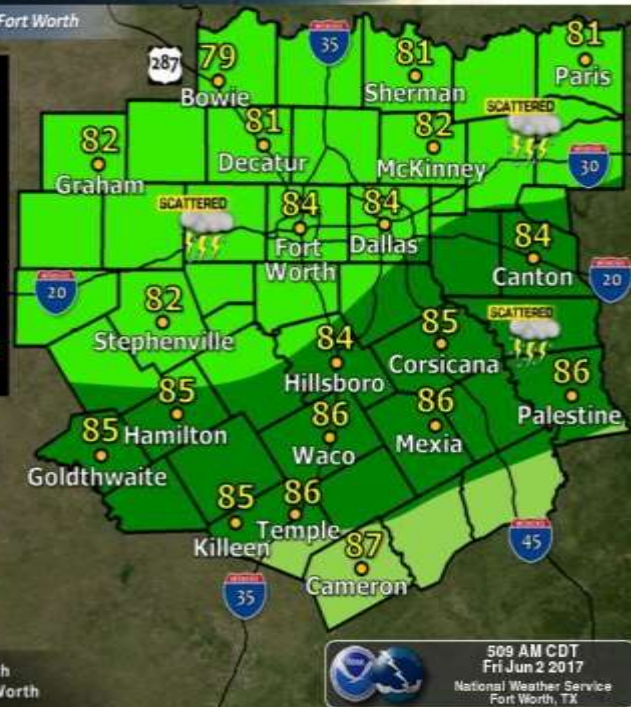 Fort Worth
35
287
79
Bowie
81
Sherman
81
Paris
SCATTERED
82
Graham
81
Decatur
82
McKinney
30
SCATTERED
84
Fort
Worth
84
Dallas
84
Canton
20
20
82
Stephenville
SCATTERED
84
Hillsboro
85
Corsicana
86
Palestine
85
Hamilton
85
Goldthwaite
86
Waco
86
Mexia
85
Killeen
86
Temple
87
Cameron
45
35
h
Worth
509 AM CDT
Fri Jun 2 2017
National Weather Service
Fort Worth, TX